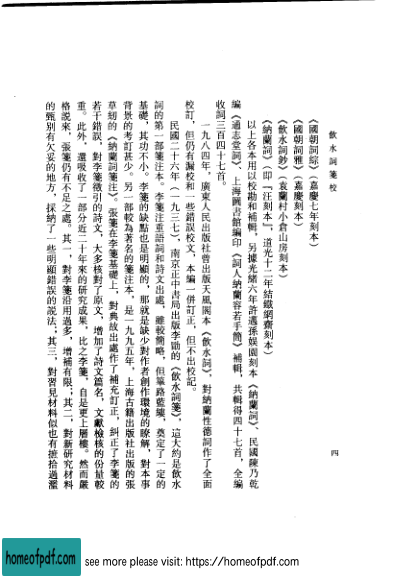 飲水詞箋校
四
《國朝詞綜》（嘉慶七年刻本）
《國朝詞雅》（嘉慶刻本）
《飲水詞鈔》（袁蘭村小倉山房刻本）
《納蘭詞》（即『汪刻本』，道光十二年結鐵網齋刻本）
以上各本用以校勘和補輯。另據光緒六年許邁孫娛園刻本《納蘭詞》、民國陳乃乾
編《通志堂詞》、上海圖書館編印《詞人納蘭容若手簡》補輯，共輯得四十七首，全編
收詞三百四十七首。
一九八四年，廣東人民出版社曾出版天風閣本《飲水詞》，對納蘭性德詞作了全面
校訂，但仍有漏校和一些錯誤校文，本編一併訂正，但不出校記。
民國二十六年（一九三七），南京正中書局出版李勖的《飲水詞箋》，這大約是飲水
詞的第一部箋注本。李箋箋注重語詞和詩文出處，雖較簡略，但篳路藍縷，奠定了一定的
基礎，其功不小。李箋的缺點也是明顯的，那就是缺少對作者創作環境的瞭解，對本事
背景的考訂甚少。另一部較為著名的箋注本，是一九九五年，上海古籍出版社出版的張
草紉的《納蘭詞箋注》。張箋在李箋基礎上，對典故出處作了補充訂正，糾正了李箋的
若干錯誤，對李箋徵引的詩文，大多核對了原文，增加了詩文篇名，文獻檢核的份量較
重。此外，還吸收了一部分近二十年來的研究成果，比之李箋，自是更上層樓。然而嚴
格說來，張箋仍有不足之處。其一，對李箋沿用過多，增補有限；其二，對新研究材料
的甄別有欠妥的地方，採納了一些明顯錯誤的說法；其三，對習見材料似也有摭拾過濫
homeofpdf.com
see more please visit: https://homeofpdf.com